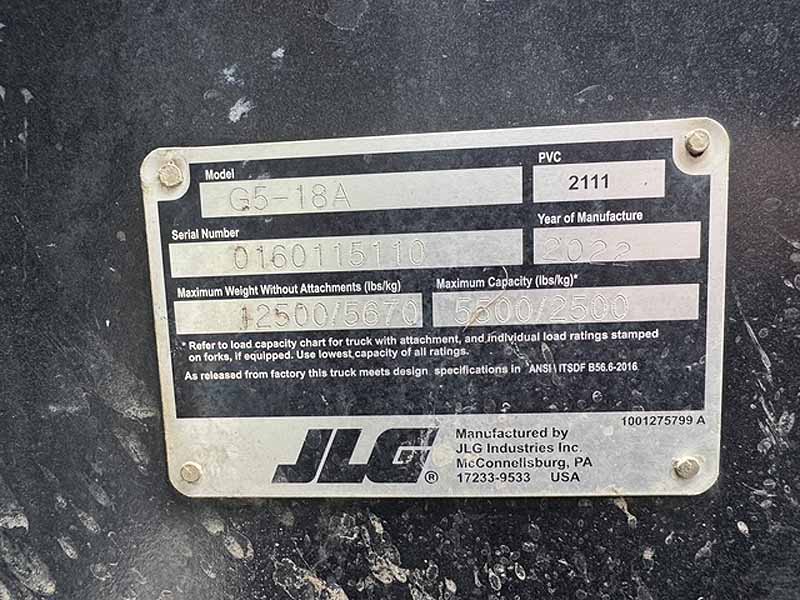 Model
G5-18A
PVC
2111
Serial Number
0160115110
Year of Manufacture
2022
Maximum Weight Without Attachments (lbs/kg)
12500/5670
Maximum Capacity (lbs/kg)*
5500/2500
* Refer to load capacity chart for truck with attachment, and individual load ratings stamped
on forks, if equipped. Use lowest capacity of all ratings.
As released from factory this truck meets design specifications in ANSI\ITSDF B56.6-2016
1001275799 A
JLG®
Manufactured by
JLG Industries Inc.
McConnellsburg, PA
17233-9533 USA